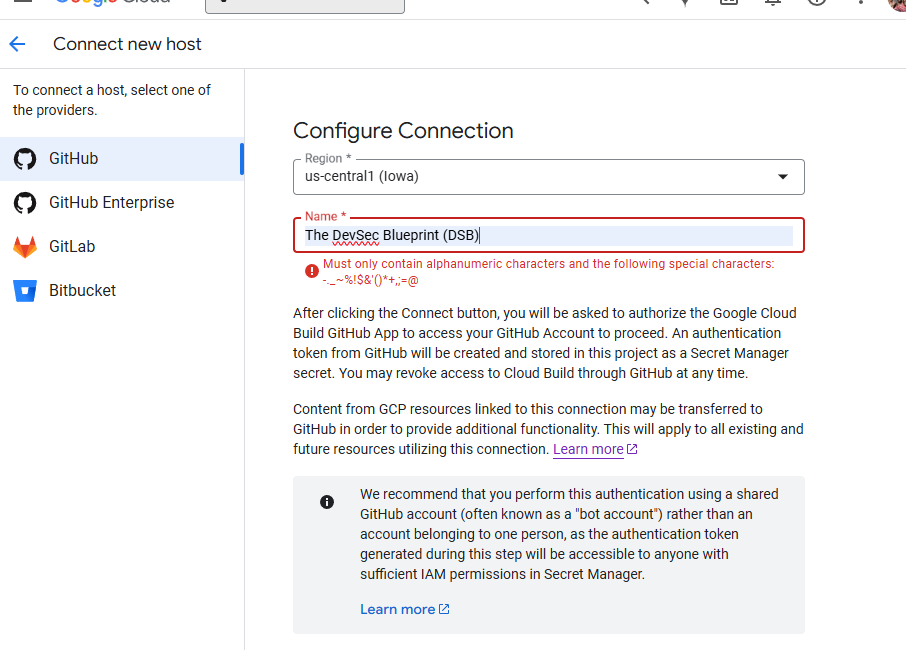 Google Cloud
Connect new host
To connect a host, select one of
the providers.
GitHub
GitHub Enterprise
GitLab
Bitbucket
Configure Connection
Region *
us-central1 (Iowa)
Name *
The DevSec Blueprint (DSB)
Must only contain alphanumeric characters and the following special characters:
-._~%!$&'()*+,;=@
After clicking the Connect button, you will be asked to authorize the Google Cloud
Build GitHub App to access your GitHub Account to proceed. An authentication
token from GitHub will be created and stored in this project as a Secret Manager
secret. You may revoke access to Cloud Build through GitHub at any time.
Content from GCP resources linked to this connection may be transferred to
GitHub in order to provide additional functionality. This will apply to all existing and
future resources utilizing this connection. Learn more
We recommend that you perform this authentication using a shared
GitHub account (often known as a "bot account") rather than an
account belonging to one person, as the authentication token
generated during this step will be accessible to anyone with
sufficient IAM permissions in Secret Manager.
Learn more